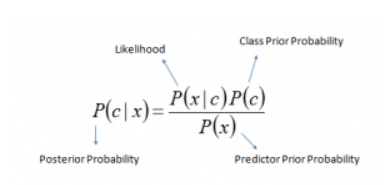 Class Prior Probability
Likelihood
P(c|x) = P(x|c)P(c) / P(x)
Posterior Probability
Predictor Prior Probability